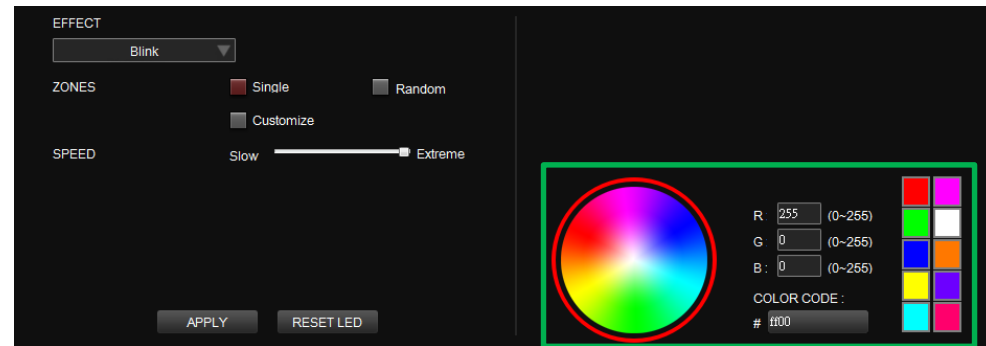 EFFECT
Blink
ZONES
Single
Random
Customize
SPEED
Slow
Extreme
R 255 (0~255)
G 0 (0~255)
B : 0 (0~255)
COLOR CODE :
# ff00
APPLY
RESET LED